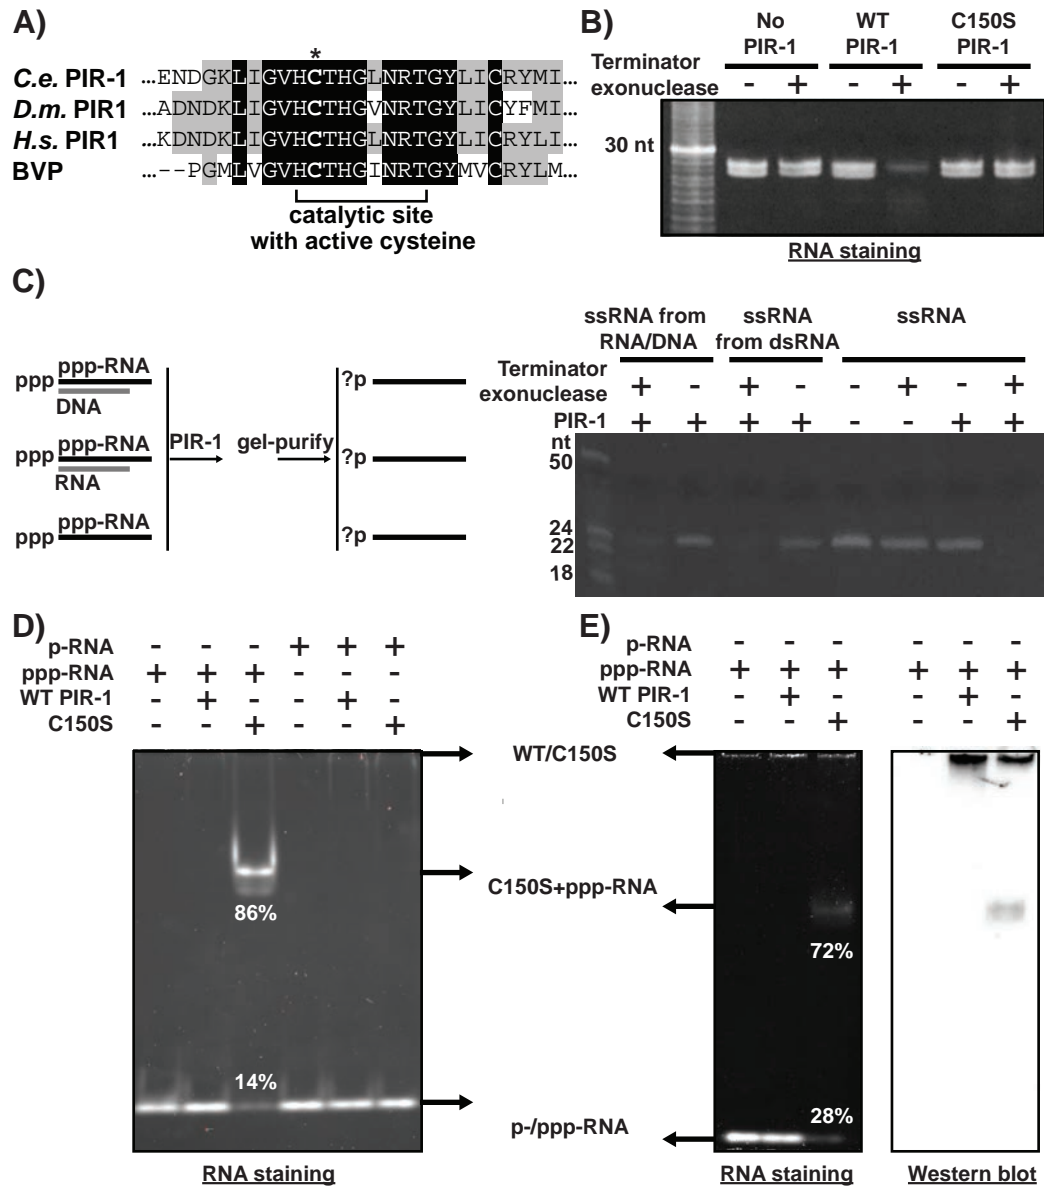 A)
*
C.e. PIR-1 ...ENDGKLIGVHCTHGLNRTGYLICRYMI...
D.m. PIR1 ...ADNDKLIGVHCTHGVNRTGYLICYFMI...
H.s. PIR1 ...KDNDKLIGVHCTHGLNRTGYLICRYLI...
BVP ...--PGMLVGVHCTHGINRTGYMVCRYLM...
catalytic site
with active cysteine
B)
No PIR-1 WT PIR-1 C150S PIR-1
Terminator exonuclease - + - + - +
30 nt
RNA staining
C)
ppp-RNA
ppp
DNA
ppp-RNA
ppp
RNA
ppp-RNA
ppp
PIR-1
gel-purify
?p
?p
?p
ssRNA from RNA/DNA ssRNA from dsRNA ssRNA
Terminator exonuclease + - + - - + - +
PIR-1 + + + + - - + +
nt
50
24
22
18
D)
p-RNA - - - + + +
ppp-RNA + + + - - -
WT PIR-1 - + - - + -
C150S - - + - - +
86%
14%
RNA staining
WT/C150S
C150S+ppp-RNA
p-/ppp-RNA
E)
p-RNA - - - - - -
ppp-RNA + + + + + +
WT PIR-1 - + - - + -
C150S - - + - - +
72%
28%
RNA staining
Western blot